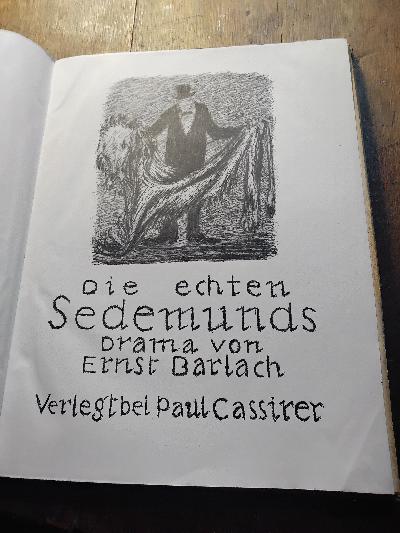 Die echten
Sedemunds
Drama von
Ernst Barlach
Verlegt bei Paul Cassirer